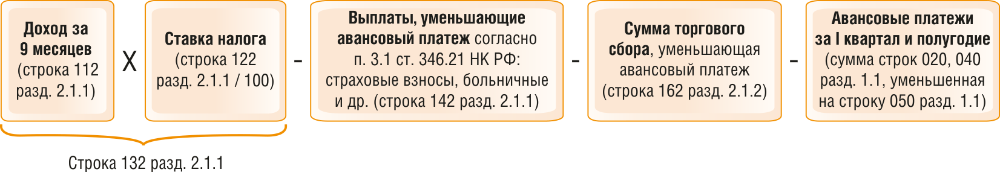 Доход за
9 месяцев
(строка 112
разд. 2.1.1)
X
Ставка налога
(строка 122
разд. 2.1.1 / 100)
-
Выплаты, уменьшающие
авансовый платеж согласно
п. 3.1 ст. 346.21 НК РФ:
страховые взносы, больничные
и др. (строка 142 разд. 2.1.1)
-
Сумма торгового
сбора, уменьшающая
авансовый платеж
(строка 162 разд. 2.1.2)
-
Авансовые платежи
за I квартал и полугодие
(сумма строк 020, 040
разд. 1.1, уменьшенная
на строку 050 разд. 1.1)
Строка 132 разд. 2.1.1